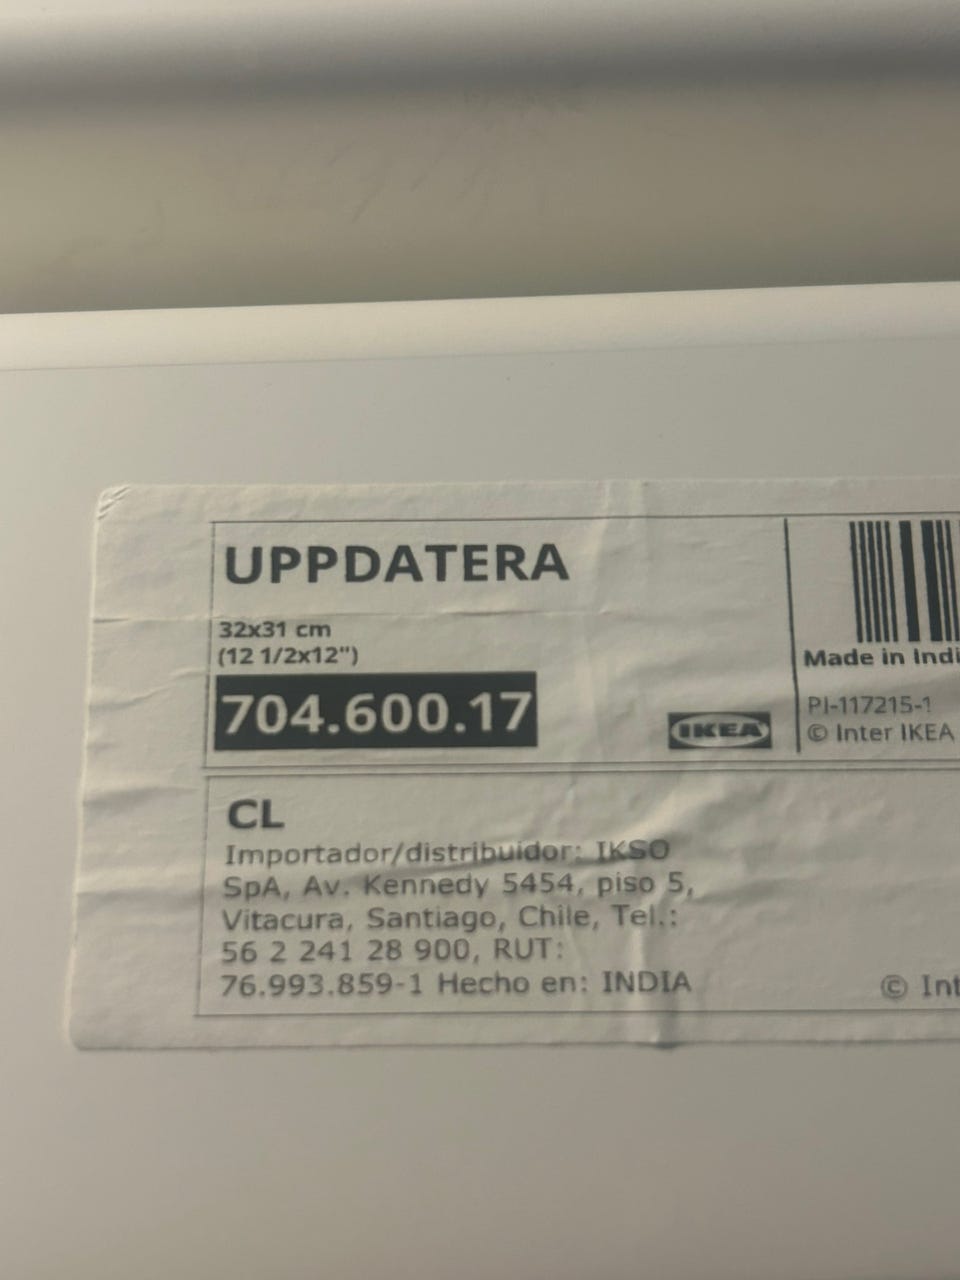 UPPDATERA
32x31 cm
(12 1/2x12")
704.600.17
IKEA
Made in Indi
PI-117215-1
© Inter IKEA
CL
Importador/distribuidor: IKSO
SpA, Av. Kennedy 5454, piso 5,
Vitacura, Santiago, Chile, Tel.:
56 2 241 28 900, RUT:
76.993.859-1 Hecho en: INDIA
© Int